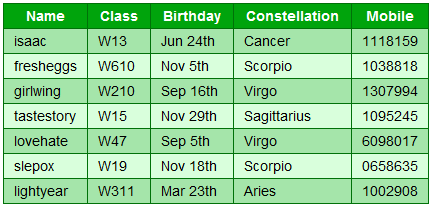 Name Class Birthday Constellation Mobile
isaac W13 Jun 24th Cancer 1118159
fresheggs W610 Nov 5th Scorpio 1038818
girlwing W210 Sep 16th Virgo 1307994
tastestory W15 Nov 29th Sagittarius 1095245
lovehate W47 Sep 5th Virgo 6098017
slepox W19 Nov 18th Scorpio 0658635
lightyear W311 Mar 23th Aries 1002908